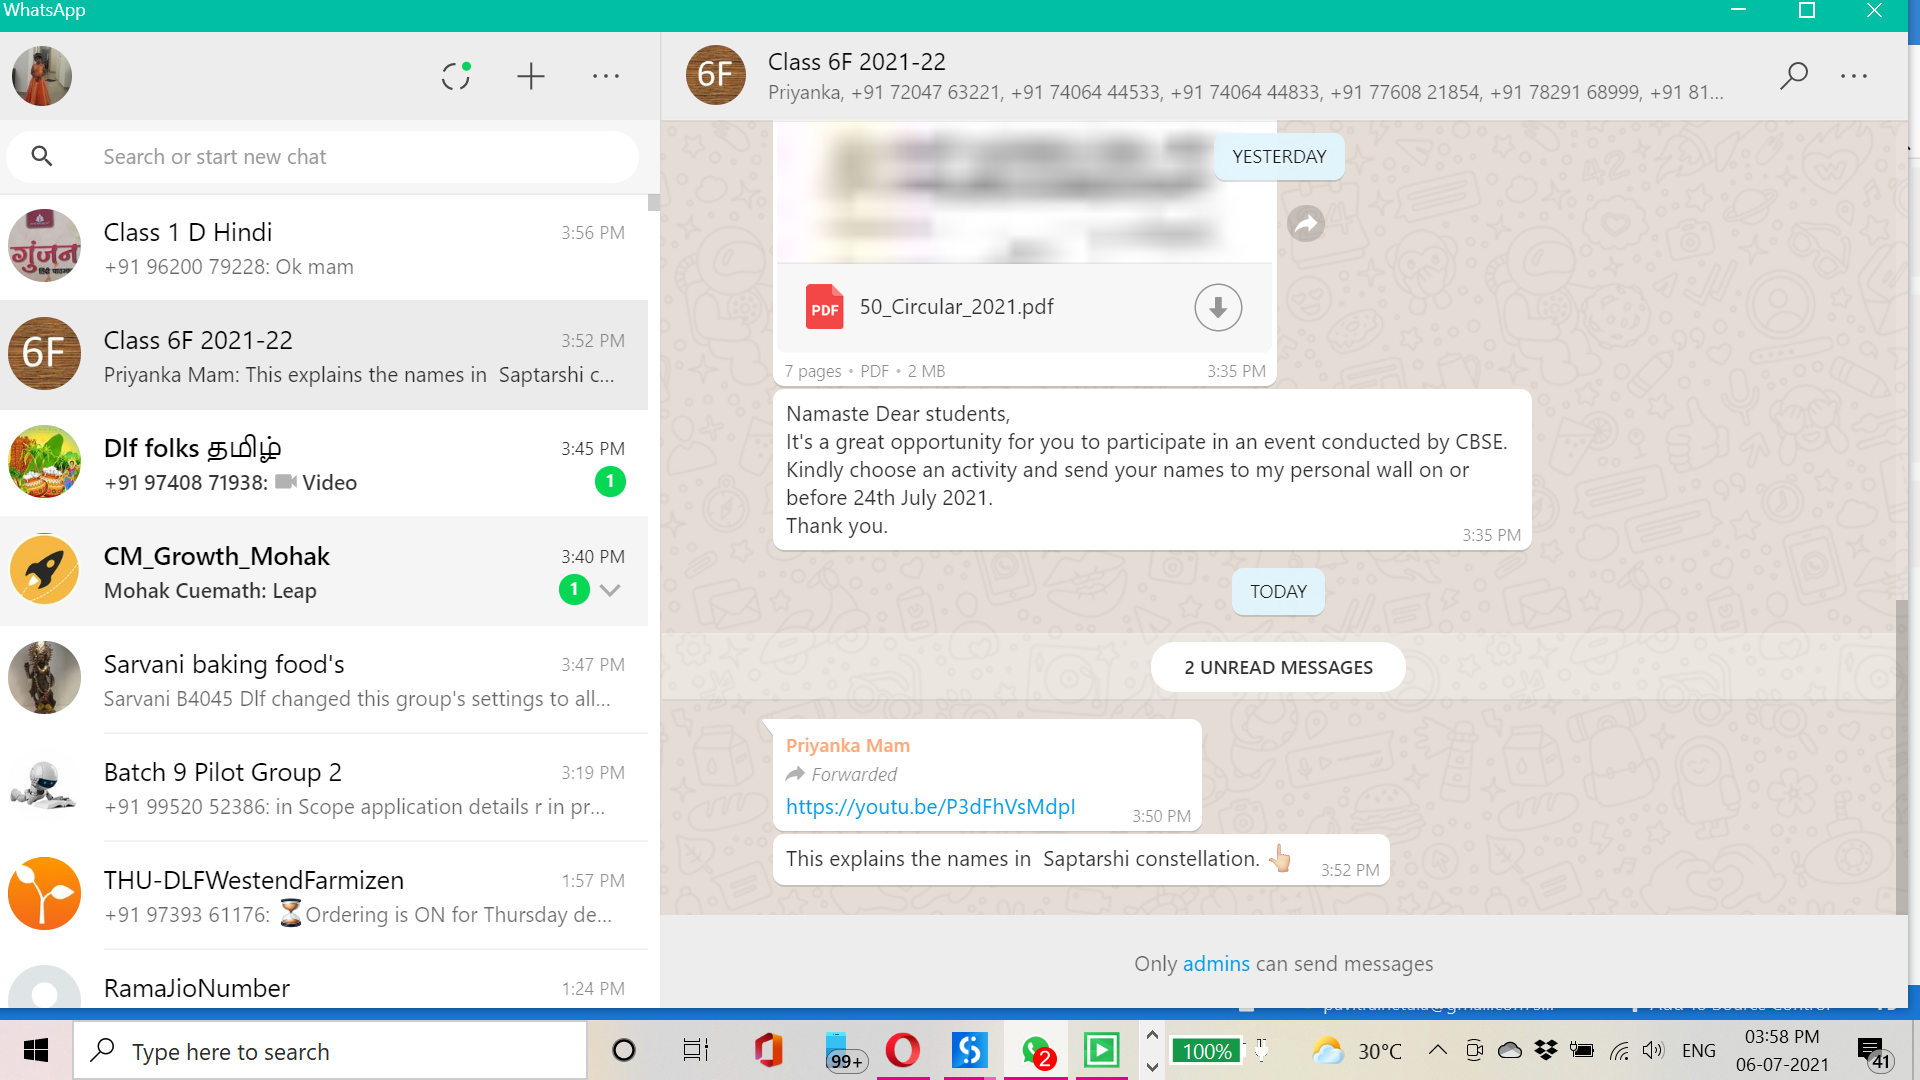 WhatsApp
Search or start new chat
गुंजन
Class 1 D Hindi
3:56 PM
+91 96200 79228: Ok mam
6F
Class 6F 2021-22
3:52 PM
Priyanka Mam: This explains the names in Saptarshi c...
Dlf folks தமிழ்
3:45 PM
+91 97408 71938: Video
1
CM_Growth_Mohak
3:40 PM
Mohak Cuemath: Leap
1
Sarvani baking food's
3:47 PM
Sarvani B4045 Dlf changed this group's settings to all...
Batch 9 Pilot Group 2
3:19 PM
+91 99520 52386: in Scope application details r in pr...
THU-DLFWestendFarmizen
1:57 PM
+91 97393 61176: ⏳Ordering is ON for Thursday de...
RamaJioNumber
1:24 PM
6F
Class 6F 2021-22
Priyanka, +91 72047 63221, +91 74064 44533, +91 74064 44833, +91 77608 21854, +91 78291 68999, +91 81...
YESTERDAY
PDF
50_Circular_2021.pdf
7 pages • PDF • 2 MB
3:35 PM
Namaste Dear students,
It's a great opportunity for you to participate in an event conducted by CBSE.
Kindly choose an activity and send your names to my personal wall on or
before 24th July 2021.
Thank you.
3:35 PM
TODAY
2 UNREAD MESSAGES
Priyanka Mam
Forwarded
https://youtu.be/P3dFhVsMdpI
3:50 PM
This explains the names in Saptarshi constellation. 👆🏻
3:52 PM
Only admins can send messages
Type here to search
99+
2
100%
30°C
ENG
03:58 PM
06-07-2021
41